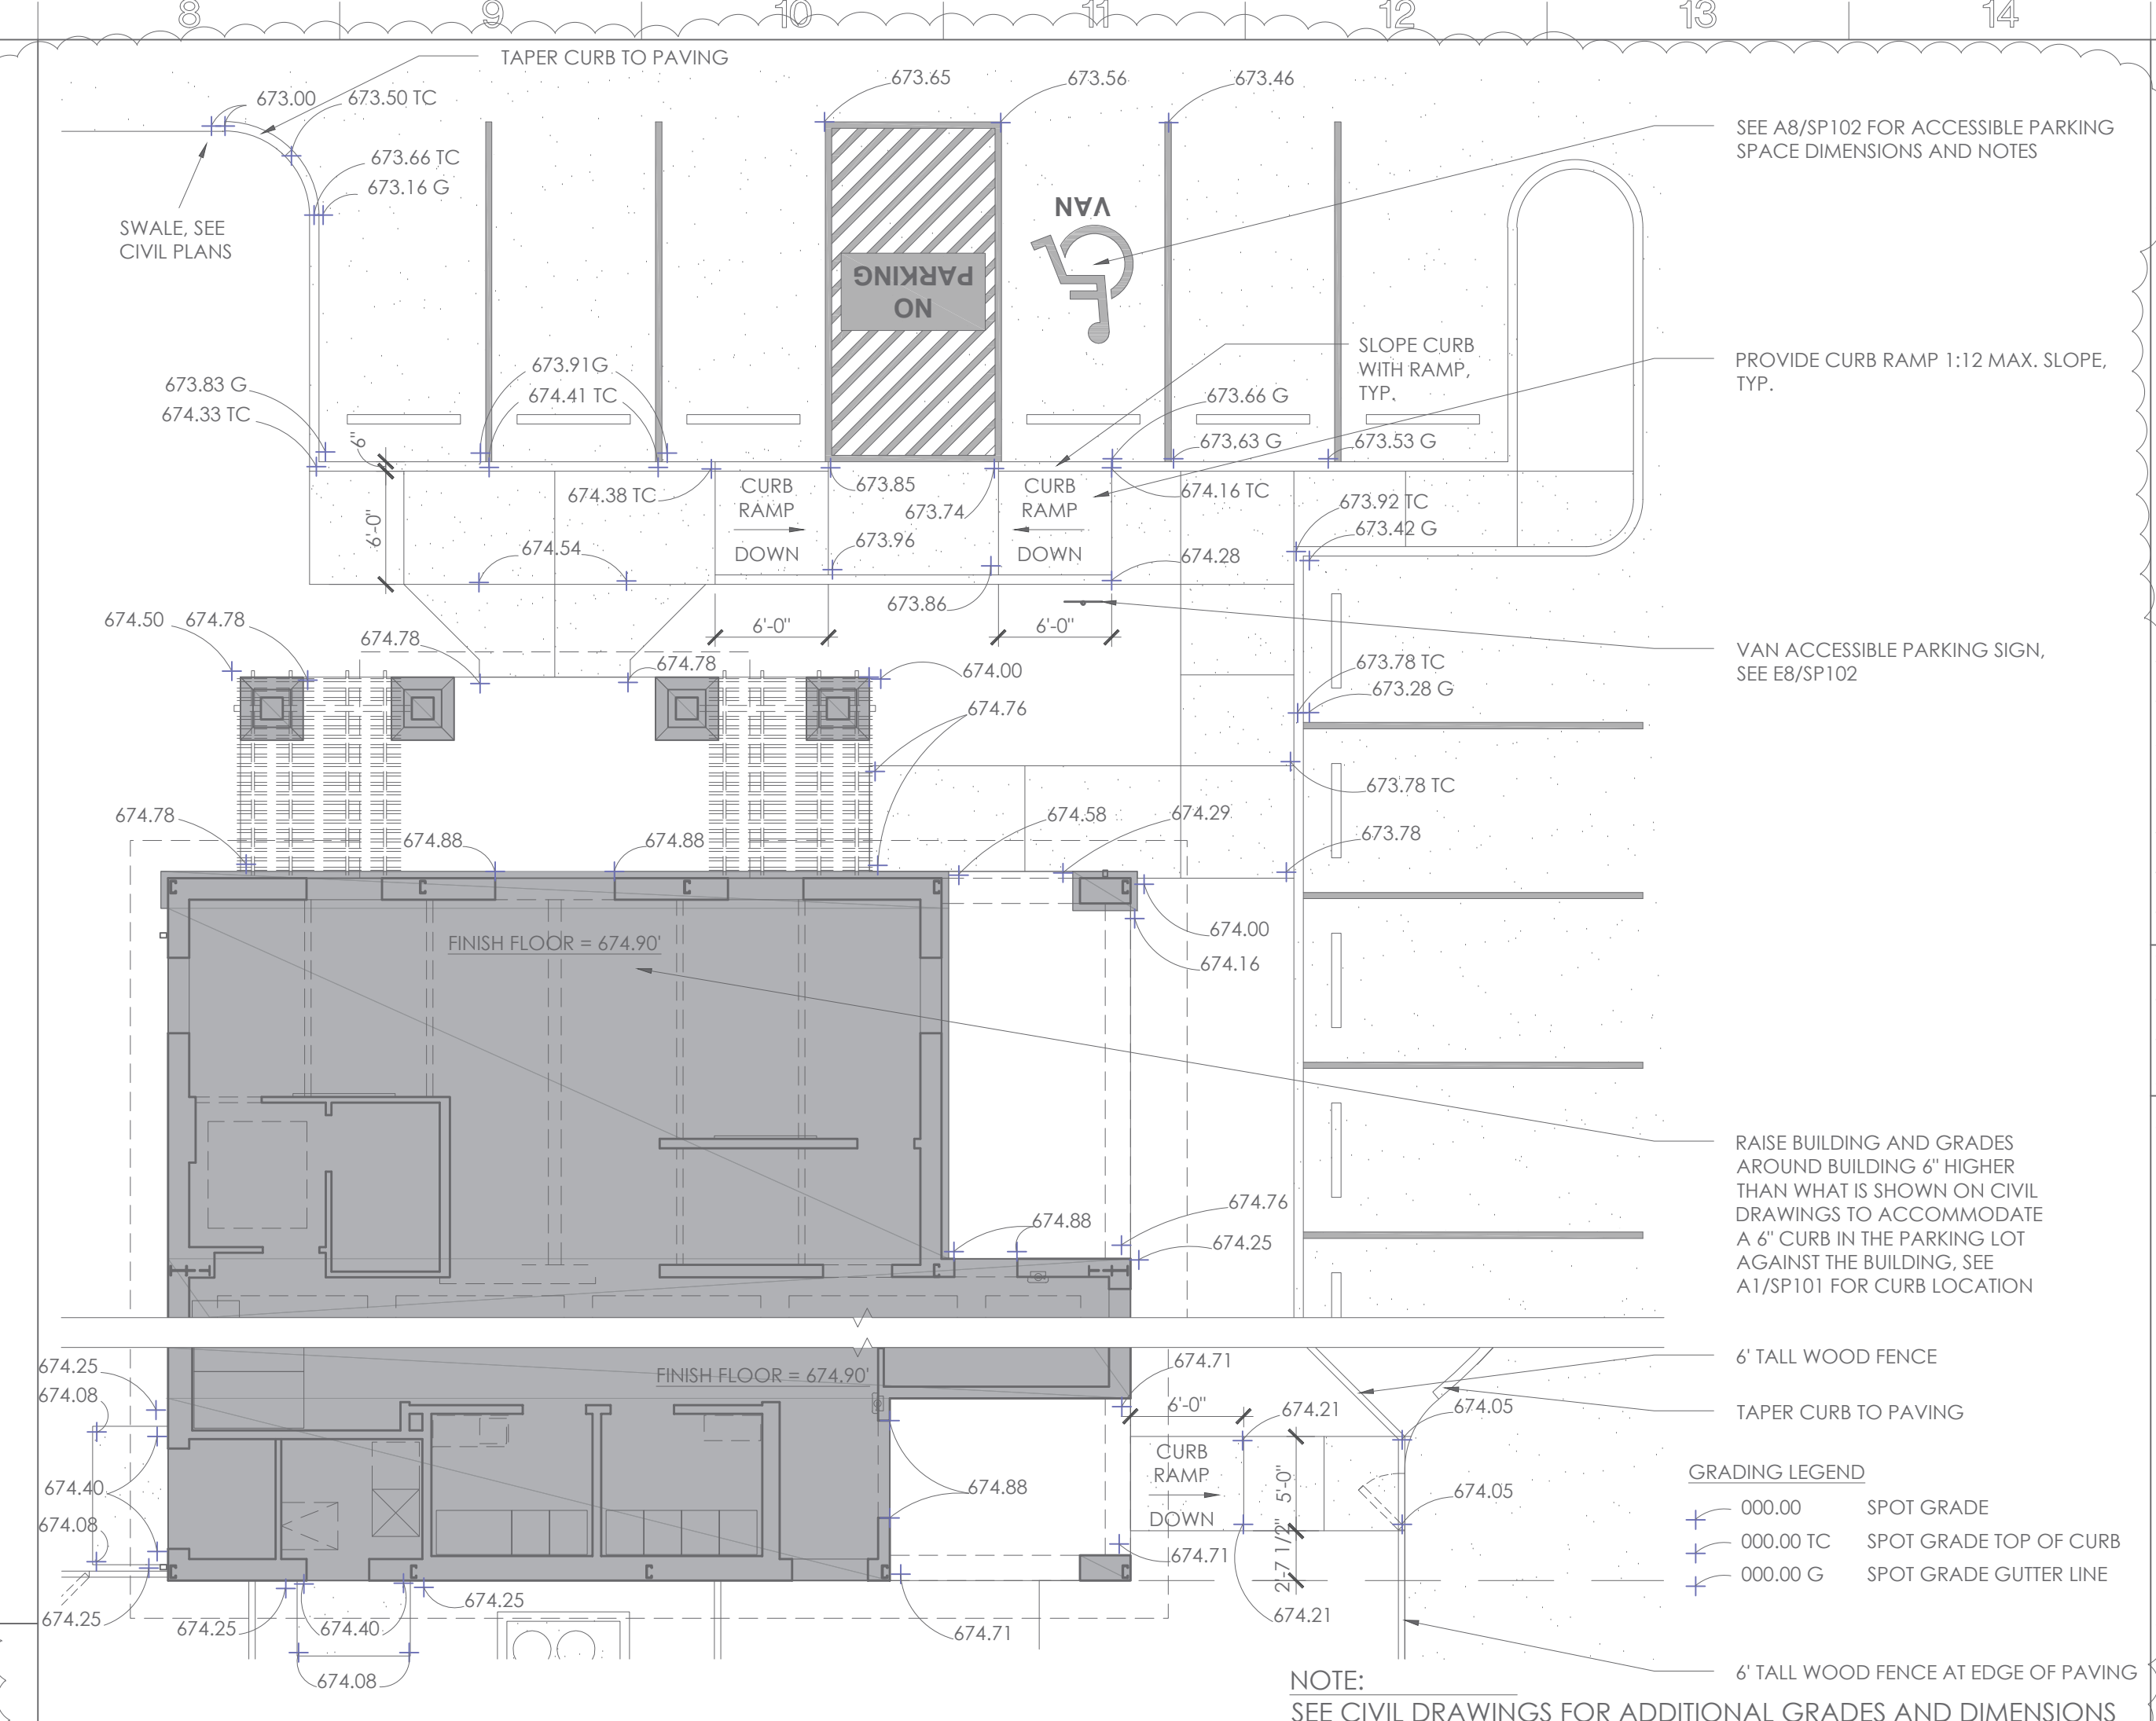 8 9 10 11 12 13 14
TAPER CURB TO PAVING
673.00
673.50 TC
673.65
673.56
673.46
SEE A8/SP102 FOR ACCESSIBLE PARKING
SPACE DIMENSIONS AND NOTES
673.66 TC
673.16 G
SWALE, SEE
CIVIL PLANS
VAN
NO
PARKING
SLOPE CURB
WITH RAMP,
TYP.
PROVIDE CURB RAMP 1:12 MAX. SLOPE,
TYP.
673.83 G
674.33 TC
673.91G
674.41 TC
673.66 G
673.63 G
673.53 G
6"
6'-0"
674.38 TC
CURB
RAMP
DOWN
673.85
673.74
CURB
RAMP
DOWN
674.16 TC
673.92 TC
673.42 G
674.54
673.96
674.28
673.86
6'-0"
6'-0"
674.50
674.78
674.78
674.78
674.00
VAN ACCESSIBLE PARKING SIGN,
SEE E8/SP102
673.78 TC
673.28 G
674.76
673.78 TC
674.78
674.88
674.88
674.58
674.29
673.78
FINISH FLOOR = 674.90'
674.00
674.16
RAISE BUILDING AND GRADES
AROUND BUILDING 6" HIGHER
THAN WHAT IS SHOWN ON CIVIL
DRAWINGS TO ACCOMMODATE
A 6" CURB IN THE PARKING LOT
AGAINST THE BUILDING, SEE
A1/SP101 FOR CURB LOCATION
674.88
674.76
674.25
674.25
674.08
FINISH FLOOR = 674.90'
674.71
6'-0"
674.21
674.05
6' TALL WOOD FENCE
TAPER CURB TO PAVING
CURB
RAMP
DOWN
5'-0"
2'-7 1/2"
674.40
674.08
674.88
674.05
674.71
GRADING LEGEND
000.00 SPOT GRADE
000.00 TC SPOT GRADE TOP OF CURB
000.00 G SPOT GRADE GUTTER LINE
674.25
674.25
674.40
674.25
674.71
674.21
674.08
6' TALL WOOD FENCE AT EDGE OF PAVING
NOTE:
SEE CIVIL DRAWINGS FOR ADDITIONAL GRADES AND DIMENSIONS